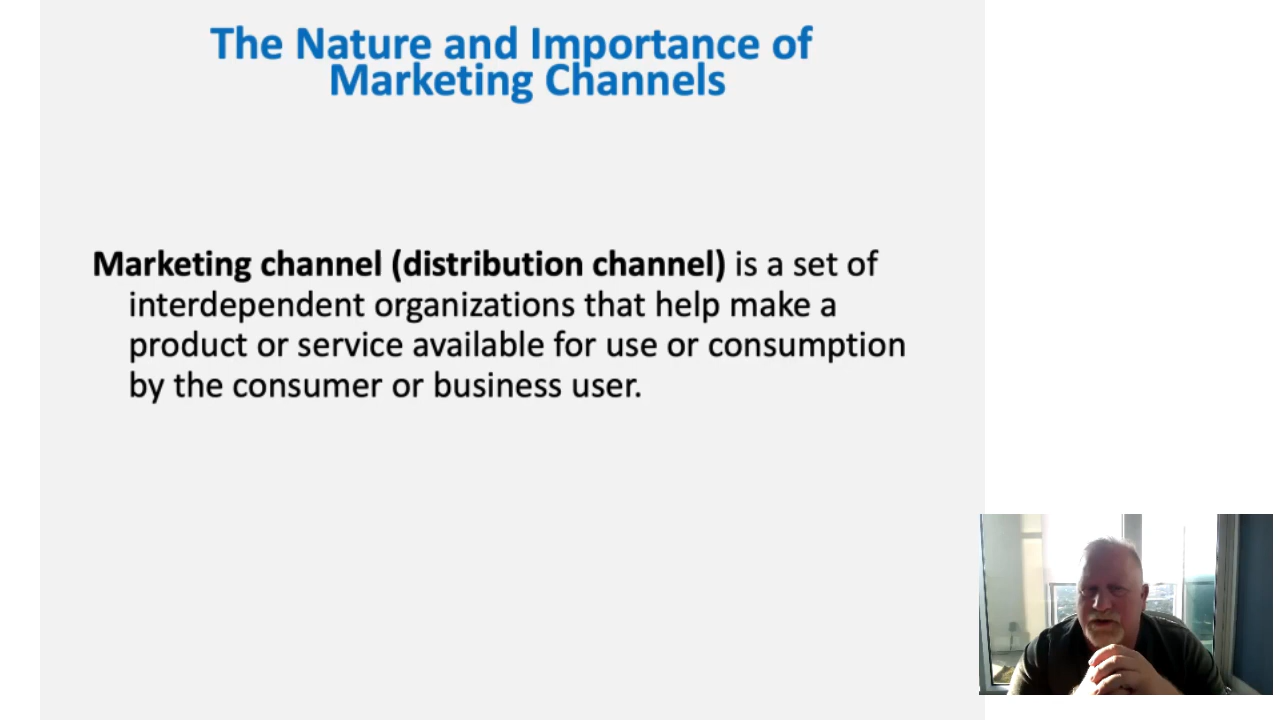 The Nature and Importance of
Marketing Channels
Marketing channel (distribution channel) is a set of
interdependent organizations that help make a
product or service available for use or consumption
by the consumer or business user.